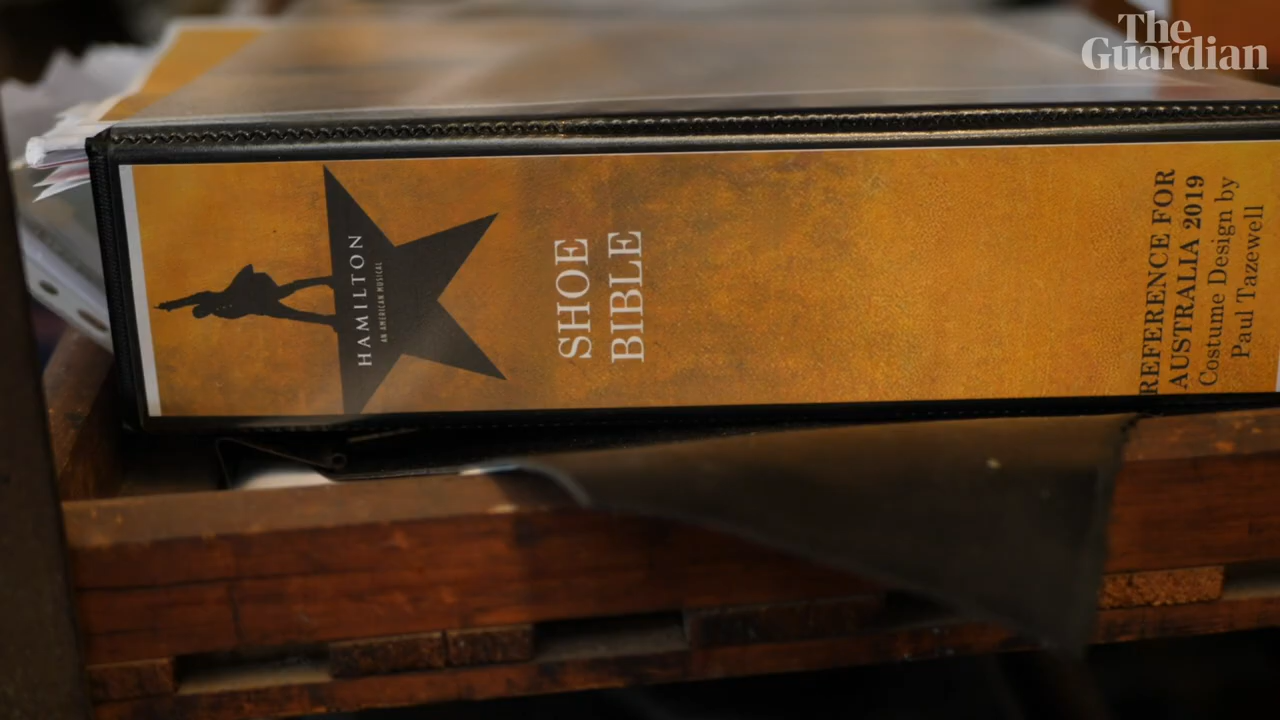 The
Guardian
HAMILTON
AN AMERICAN MUSICAL
SHOE
BIBLE
REFERENCE FOR
AUSTRALIA 2019
Costume Design by
Paul Tazewell